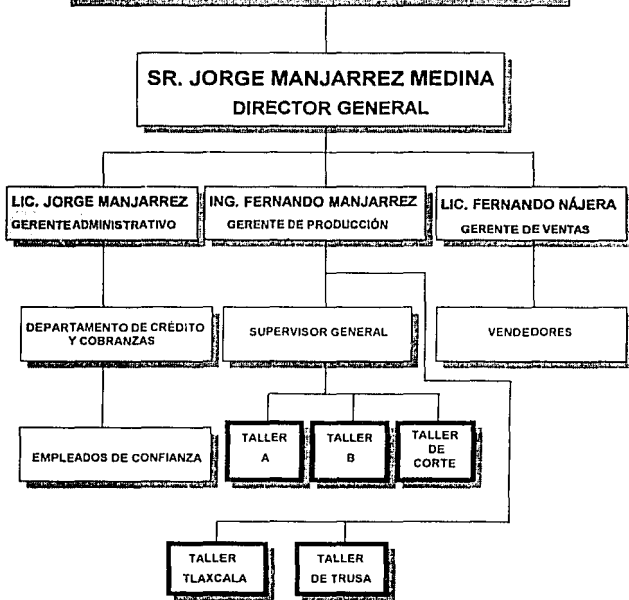 SR. JORGE MANJARREZ MEDINA
DIRECTOR GENERAL
LIC. JORGE MANJARREZ
GERENTE ADMINISTRATIVO
ING. FERNANDO MANJARREZ
GERENTE DE PRODUCCIÓN
LIC. FERNANDO NÁJERA
GERENTE DE VENTAS
DEPARTAMENTO DE CRÉDITO
Y COBRANZAS
SUPERVISOR GENERAL
VENDEDORES
EMPLEADOS DE CONFIANZA
TALLER
A
TALLER
B
TALLER
DE
CORTE
TALLER
TLAXCALA
TALLER
DE TRUSA